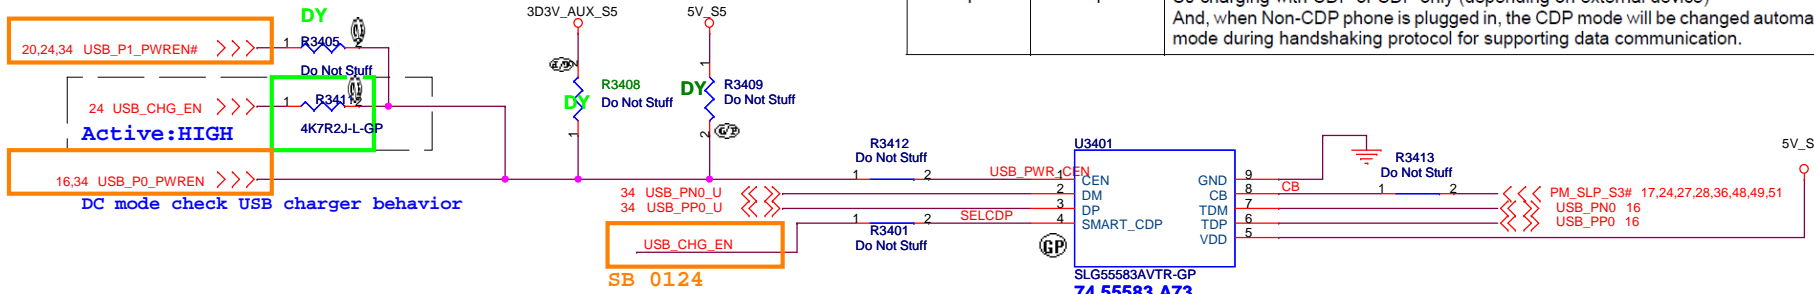 mode during handshaking protocol for supporting data communication.
And, when Non-CDP phone is plugged in, the CDP mode will be changed automa
DY
3D3V_AUX_S5
5V_S5
20,24,34 USB_P1_PWREN#
1
R3405
2
Do Not Stuff
24 USB_CHG_EN
1
R3411
2
4K7R2J-L-GP
Active:HIGH
16,34 USB_P0_PWREN
DC mode check USB charger behavior
R3408
DY
Do Not Stuff
1
1
DY
R3409
Do Not Stuff
2
G/P
R3412
Do Not Stuff
1
2
USB_PWR_CEN
34 USB_PN0_U
34 USB_PP0_U
USB_CHG_EN
SB 0124
1
2
SELCDP
R3401
Do Not Stuff
GP
U3401
1 CEN
2 DM
3 DP
4 SMART_CDP
GND 9
CB 8
TDM 7
TDP 6
VDD 5
SLG55583AVTR-GP
74.55583.A73
CB
R3413
Do Not Stuff
1
2
PM_SLP_S3# 17,24,27,28,36,48,49,51
USB_PN0 16
USB_PP0 16
5V_S